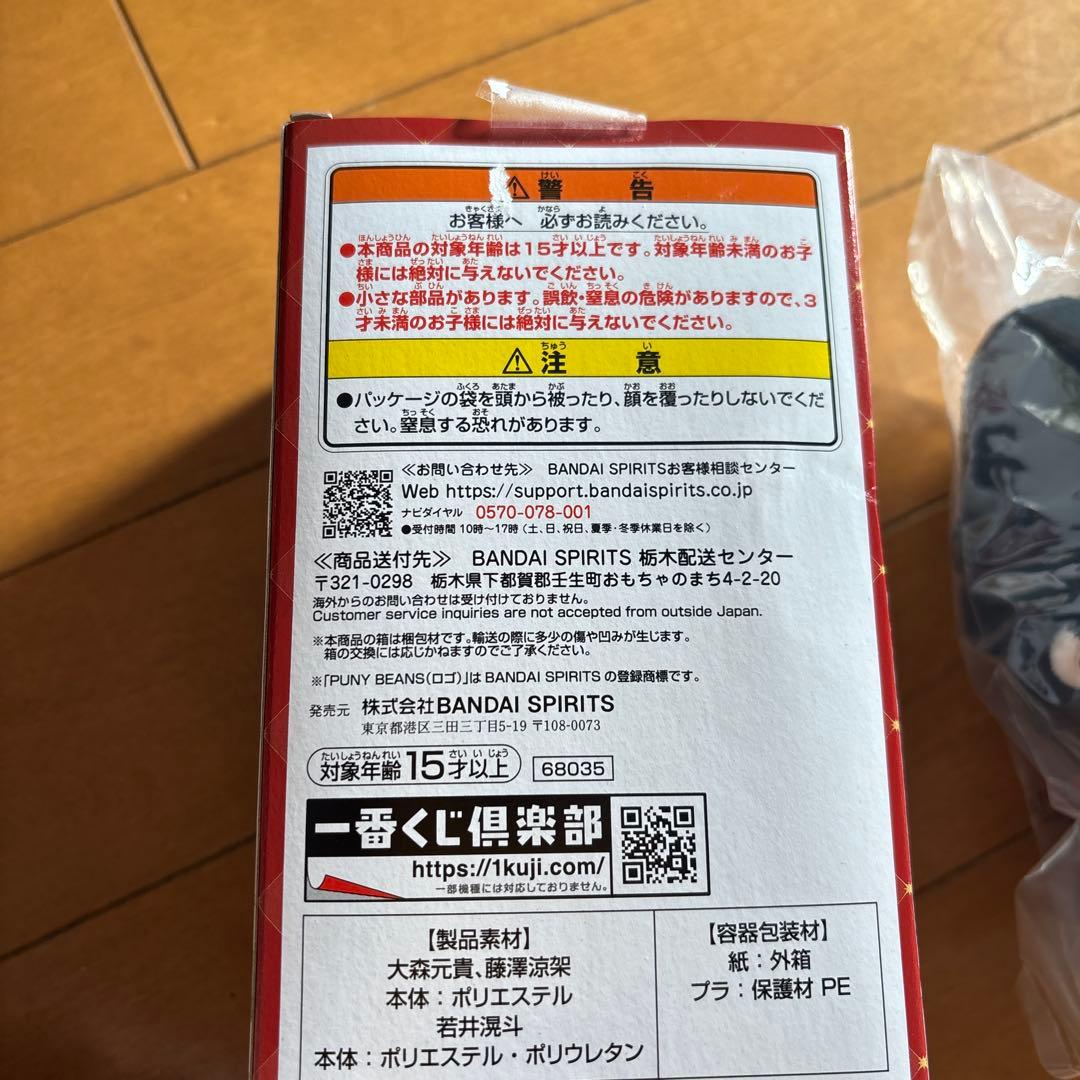 警告
お客様へ 必ずお読みください。
●本商品の対象年齢は15才以上です。対象年齢未満のお子
様には絶対に与えないでください。
●小さな部品があります。誤飲・窒息の危険がありますので、3
才未満のお子様には絶対に与えないでください。
注意
●パッケージの袋を頭から被ったり、顔を覆ったりしないでくだ
さい。窒息する恐れがあります。
≪お問い合わせ先≫ BANDAI SPIRITSお客様相談センター
Web https://support.bandaispirits.co.jp
ナビダイヤル 0570-078-001
●受付時間 10時～17時（土、日、祝日、夏季・冬季休業日を除く）
≪商品送付先≫ BANDAI SPIRITS 栃木配送センター
〒321-0298 栃木県下都賀郡壬生町おもちゃのまち4-2-20
海外からのお問い合わせは受け付けておりません。
Customer service inquiries are not accepted from outside Japan.
※本商品の箱は梱包材です。輸送の際に多少の傷や凹みが生じます。
箱の交換には応じかねますのでご了承ください。
※「PUNY BEANS(ロゴ)」は BANDAI SPIRITS の登録商標です。
発売元 株式会社BANDAI SPIRITS
東京都港区三田三丁目5-19 〒108-0073
対象年齢15才以上 68035
一番くじ倶楽部
https://1kuji.com/
一部機種には対応しておりません。
【製品素材】
大森元貴、藤澤涼架
本体：ポリエステル
若井滉斗
本体：ポリエステル・ポリウレタン
【容器包装材】
紙：外箱
プラ：保護材 PE